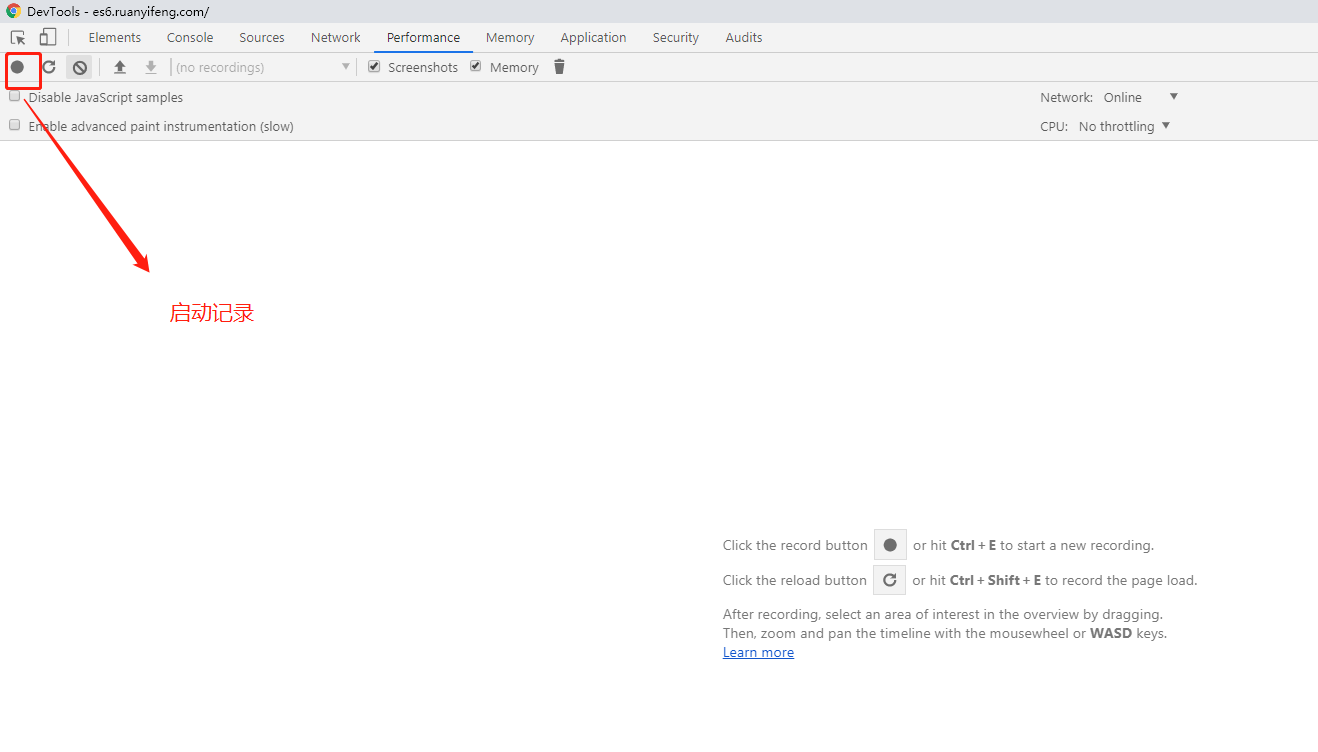 DevTools - es6.ruanyifeng.com/
Elements Console Sources Network Performance Memory Application Security Audits
(no recordings) Screenshots Memory
Disable JavaScript samples Network: Online
Enable advanced paint instrumentation (slow) CPU: No throttling
启动记录
Click the record button or hit Ctrl + E to start a new recording.
Click the reload button or hit Ctrl + Shift + E to record the page load.
After recording, select an area of interest in the overview by dragging.
Then, zoom and pan the timeline with the mousewheel or WASD keys.
Learn more